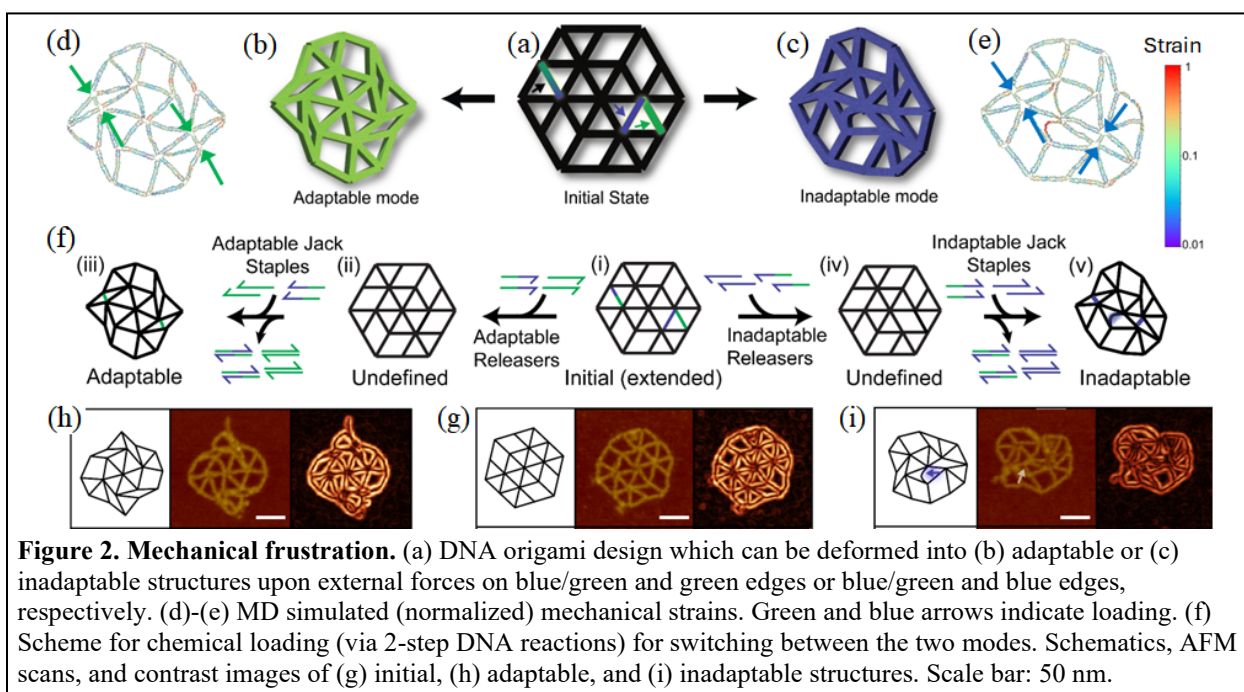 (d)
(b)
(a)
(c)
(e)
Strain
1
0.1
0.01
Adaptable mode
Initial State
Inadaptable mode
(f)
(iii)
Adaptable Jack
Staples
(ii)
(i)
(iv)
Indaptable Jack
Staples
(v)
Adaptable
Releasers
Inadaptable
Releasers
Adaptable
Undefined
Initial (extended)
Undefined
Inadaptable
(h)
(g)
(i)
Figure 2. Mechanical frustration. (a) DNA origami design which can be deformed into (b) adaptable or (c)
inadaptable structures upon external forces on blue/green and green edges or blue/green and blue edges,
respectively. (d)-(e) MD simulated (normalized) mechanical strains. Green and blue arrows indicate loading. (f)
Scheme for chemical loading (via 2-step DNA reactions) for switching between the two modes. Schematics, AFM
scans, and contrast images of (g) initial, (h) adaptable, and (i) inadaptable structures. Scale bar: 50 nm.